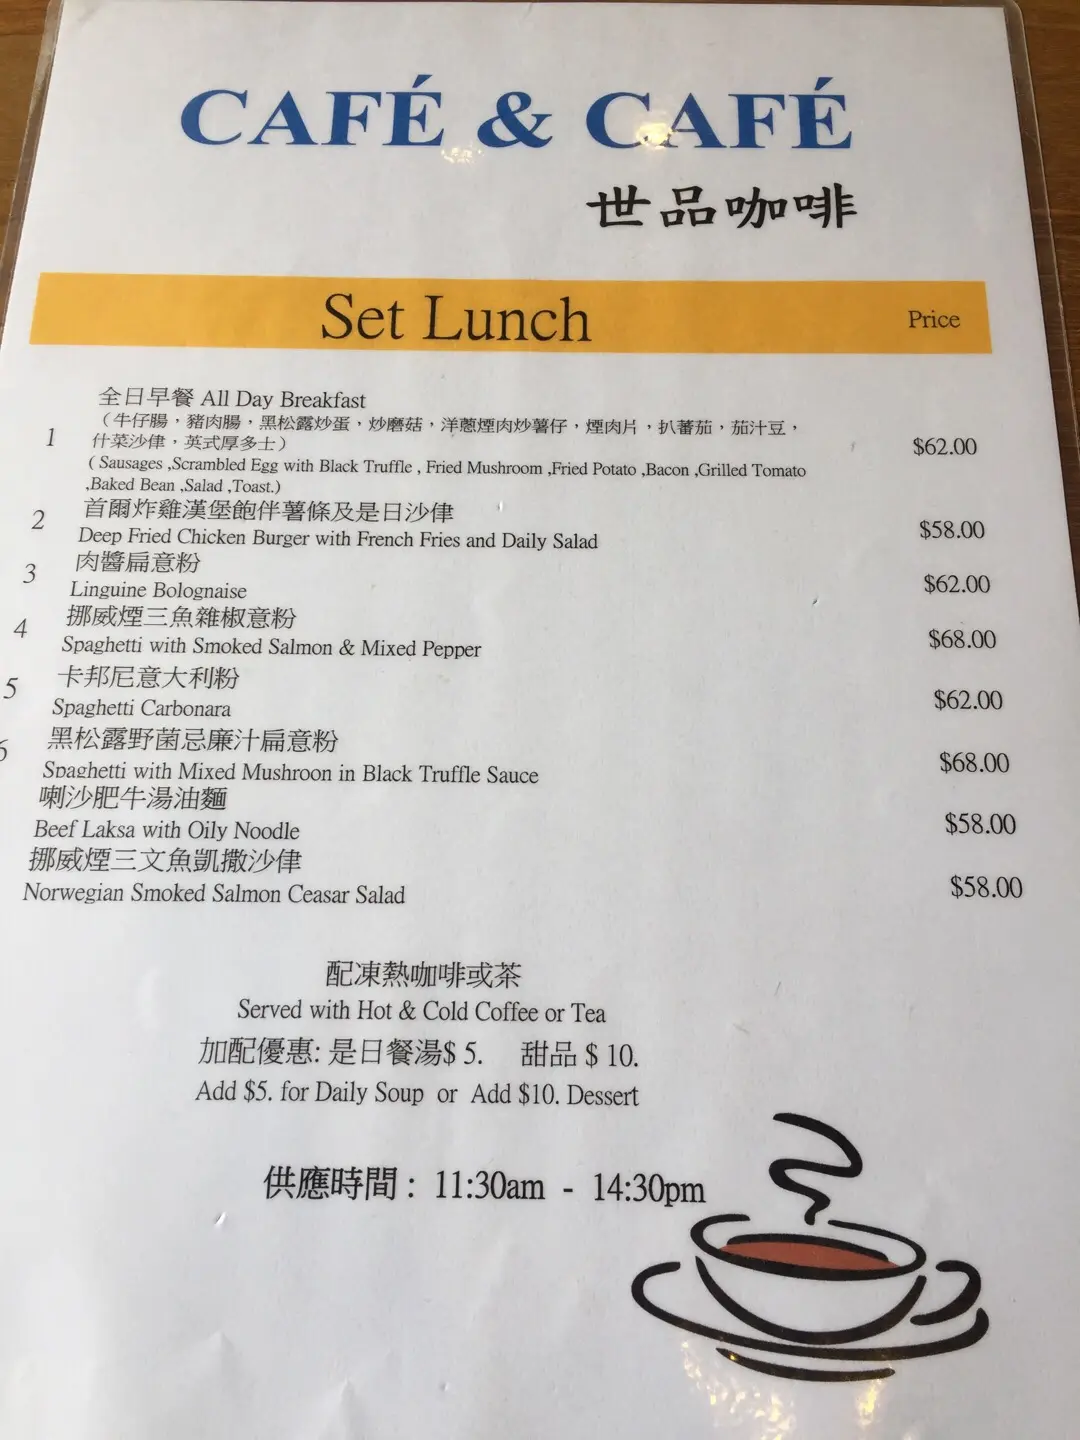 CAFÉ & CAFÉ
世品咖啡
Set Lunch Price
全日早餐 All Day Breakfast
（牛仔腸，豬肉腸，黑松露炒蛋，炒磨菇，洋蔥煙肉炒薯仔，煙肉片，扒蕃茄，茄汁豆，
1 什菜沙侓，英式厚多士） $62.00
( Sausages ,Scrambled Egg with Black Truffle , Fried Mushroom ,Fried Potato ,Bacon ,Grilled Tomato
,Baked Bean ,Salad ,Toast.)
2 首爾炸雞漢堡飽伴薯條及是日沙侓 $58.00
Deep Fried Chicken Burger with French Fries and Daily Salad
3 肉醬扁意粉 $62.00
Linguine Bolognaise
4 挪威煙三魚雜椒意粉 $68.00
Spaghetti with Smoked Salmon & Mixed Pepper
5 卡邦尼意大利粉 $62.00
Spaghetti Carbonara
6 黑松露野菌忌廉汁扁意粉 $68.00
Spaghetti with Mixed Mushroon in Black Truffle Sauce
喇沙肥牛湯油麵 $58.00
Beef Laksa with Oily Noodle
挪威煙三文魚凱撒沙侓 $58.00
Norwegian Smoked Salmon Ceasar Salad
配凍熱咖啡或茶
Served with Hot & Cold Coffee or Tea
加配優惠: 是日餐湯$ 5. 甜品 $ 10.
Add $5. for Daily Soup or Add $10. Dessert
供應時間 : 11:30am - 14:30pm